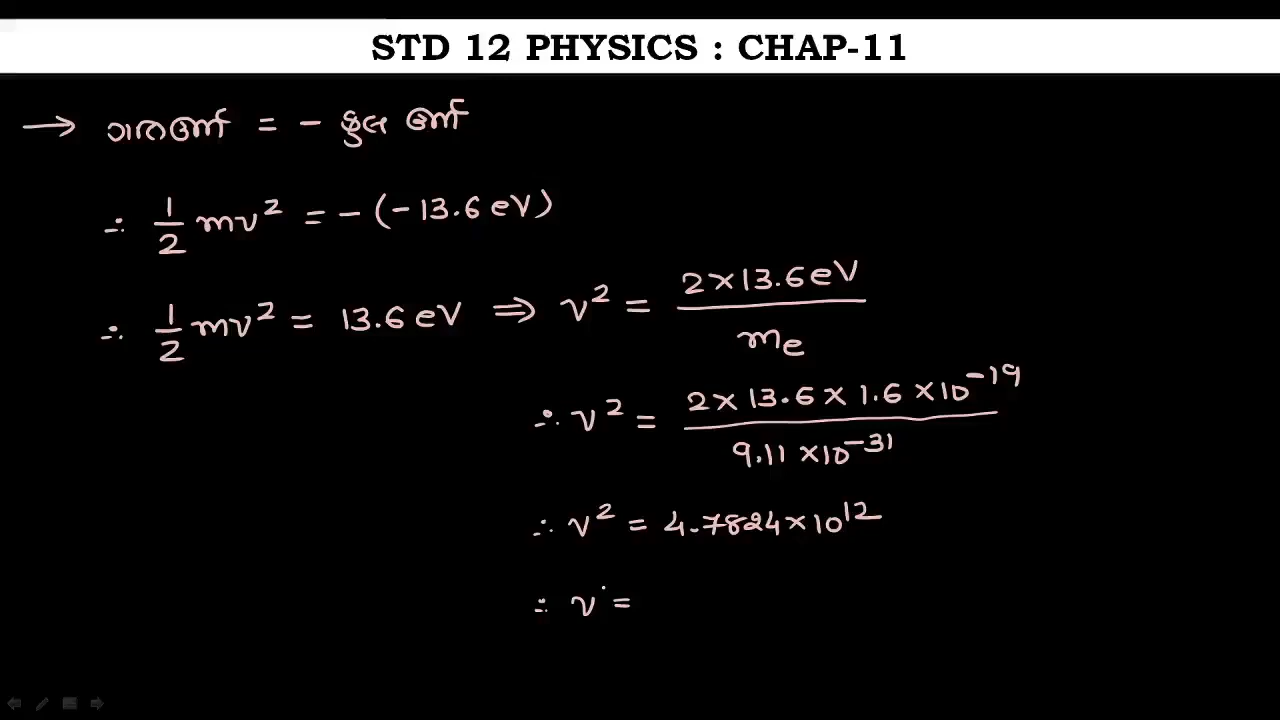 STD 12 PHYSICS : CHAP-11
→ ગતિઊર્જા = - કુલ ઊર્જા
∴ 1/2 mv² = - (- 13.6 eV)
∴ 1/2 mv² = 13.6 eV ⇒ v² = 2 × 13.6 eV / mₑ
∴ v² = 2 × 13.6 × 1.6 × 10⁻¹⁹ / 9.11 × 10⁻³¹
∴ v² = 4.7824 × 10¹²
∴ v =